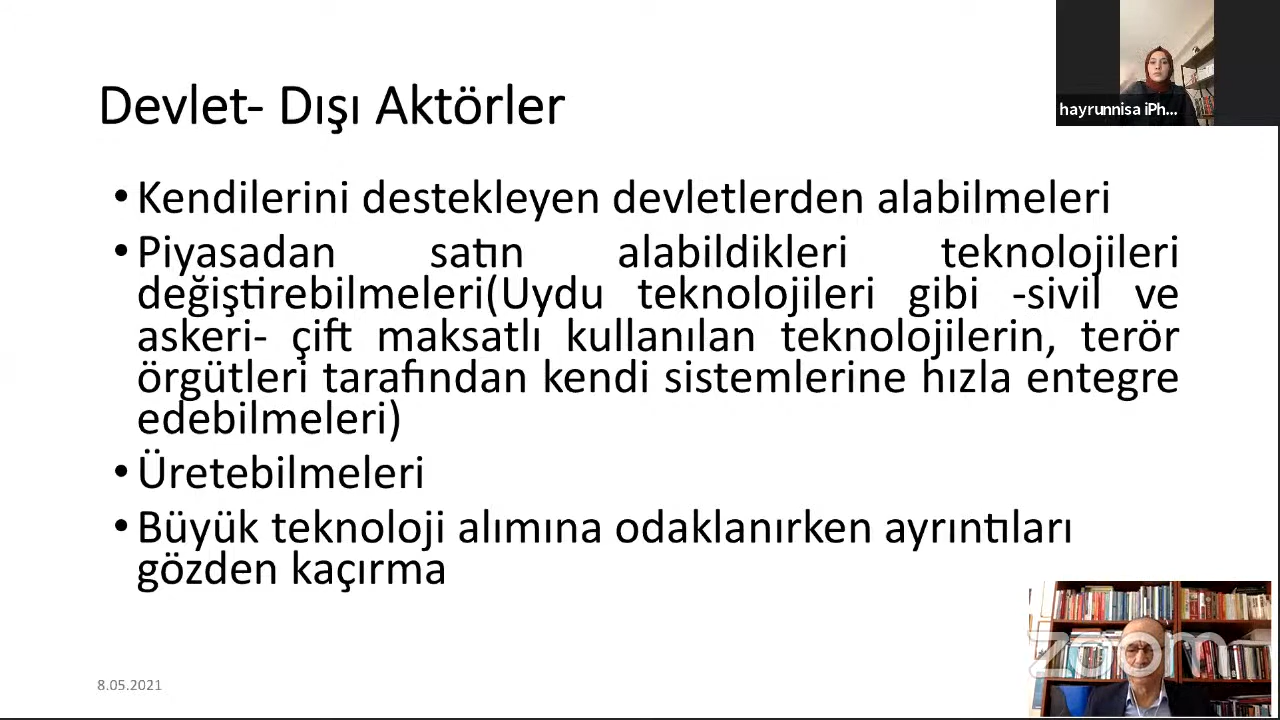 hayrunnisa iPh...
Devlet- Dışı Aktörler
•Kendilerini destekleyen devletlerden alabilmeleri
•Piyasadan satın alabildikleri teknolojileri
değiştirebilmeleri(Uydu teknolojileri gibi -sivil ve
askeri- çift maksatlı kullanılan teknolojilerin, terör
örgütleri tarafından kendi sistemlerine hızla entegre
edebilmeleri)
•Üretebilmeleri
•Büyük teknoloji alımına odaklanırken ayrıntıları
gözden kaçırma
zoom
8.05.2021